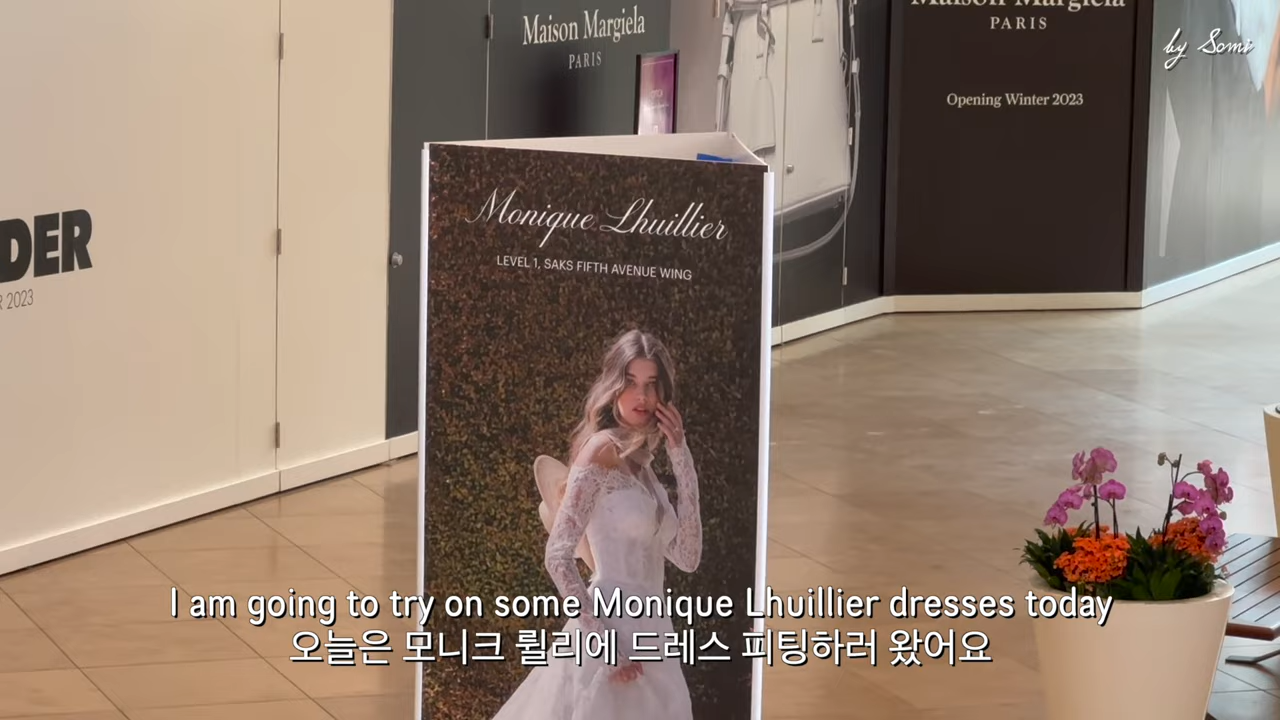 Maison Margiela
PARIS
Maison Margiela
PARIS
Opening Winter 2023
by Somi
DER
R 2023
Monique Lhuillier
LEVEL 1, SAKS FIFTH AVENUE WING
I am going to try on some Monique Lhuillier dresses today
오늘은 모니크 륄리에 드레스 피팅하러 왔어요